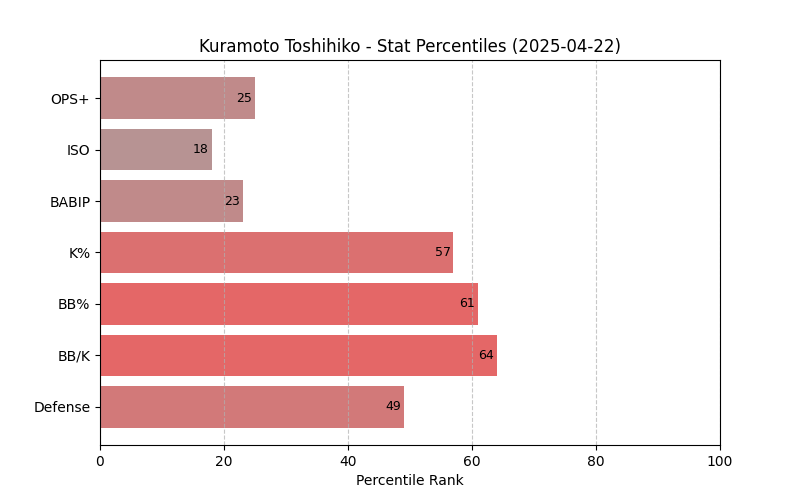 Kuramoto Toshihiko - Stat Percentiles (2025-04-22)
OPS+ 25
ISO 18
BABIP 23
K% 57
BB% 61
BB/K 64
Defense 49
0 20 40 60 80 100
Percentile Rank